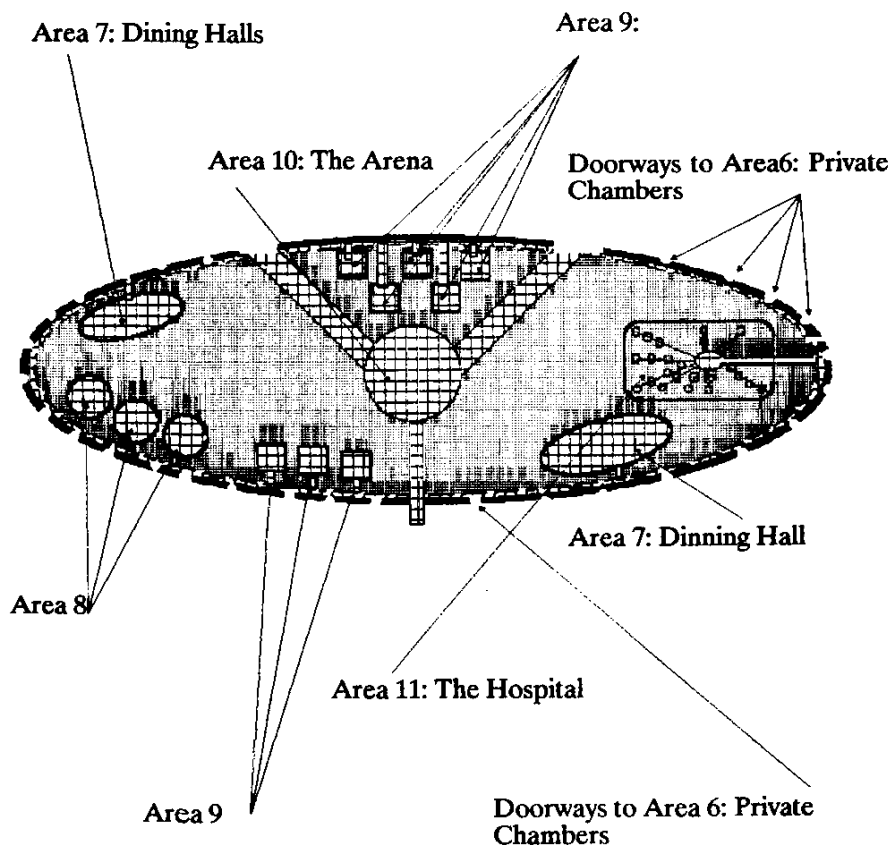 Area 7: Dining Halls
Area 9:
Area 10: The Arena
Doorways to Area6: Private
Chambers
Area 7: Dinning Hall
Area 8
Area 11: The Hospital
Area 9
Doorways to Area 6: Private
Chambers